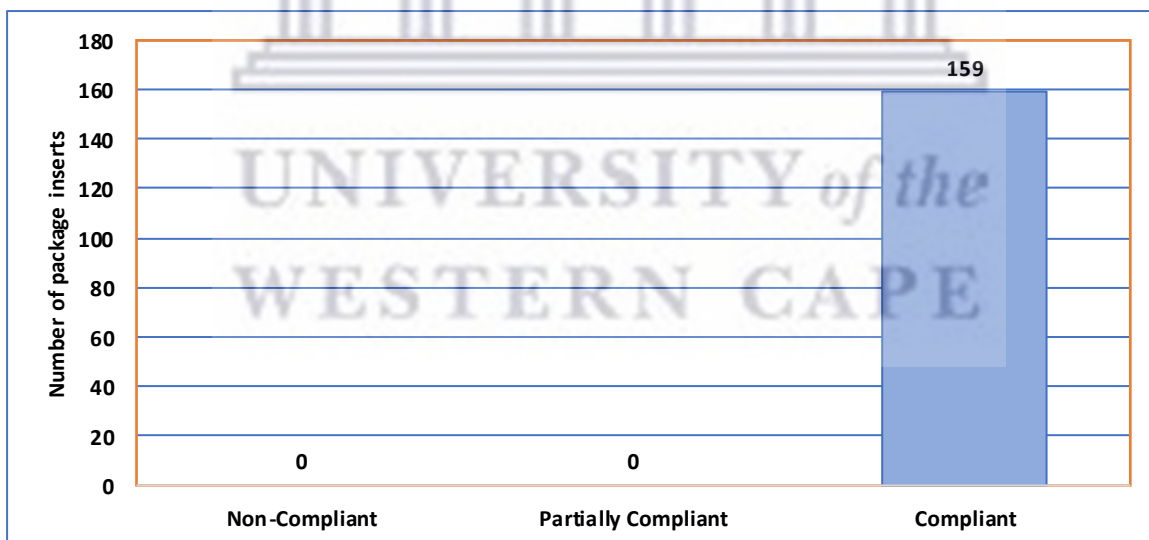 180
160
140
120
100
80
60
40
20
0
Number of package inserts
159
0
0
UNIVERSITY of the
WESTERN CAPE
Non-Compliant
Partially Compliant
Compliant